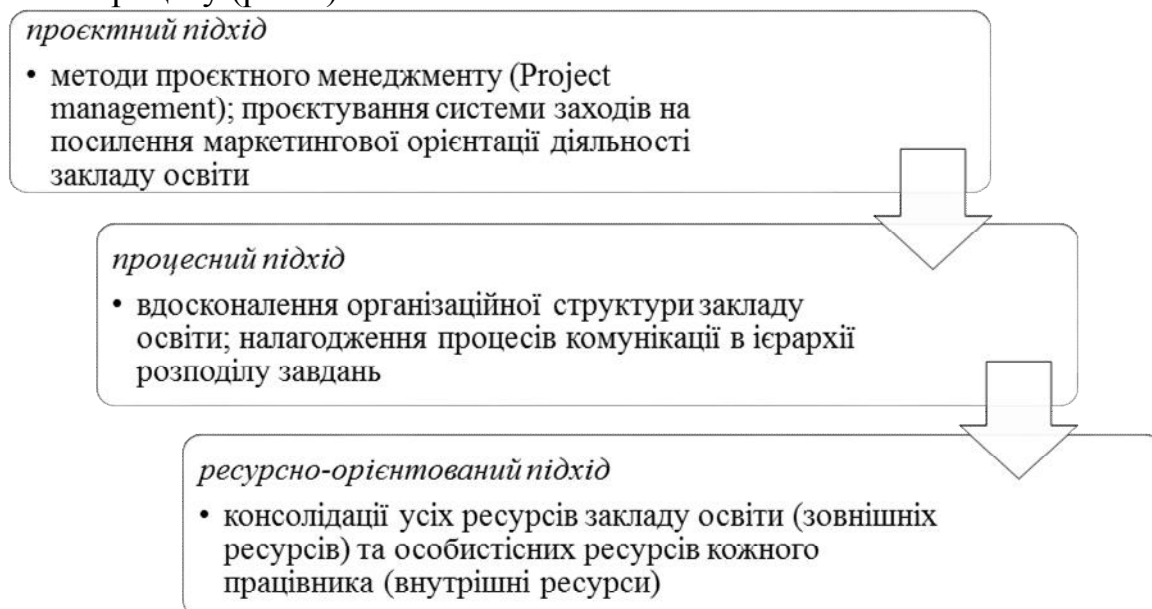 проєктний підхід
• методи проєктного менеджменту (Project
management); проєктування системи заходів на
посилення маркетингової орієнтації діяльності
закладу освіти
процесний підхід
• вдосконалення організаційної структури закладу
освіти; налагодження процесів комунікації в ієрархії
розподілу завдань
ресурсно-орієнтований підхід
• консолідації усіх ресурсів закладу освіти (зовнішніх
ресурсів) та особистісних ресурсів кожного
працівника (внутрішні ресурси)